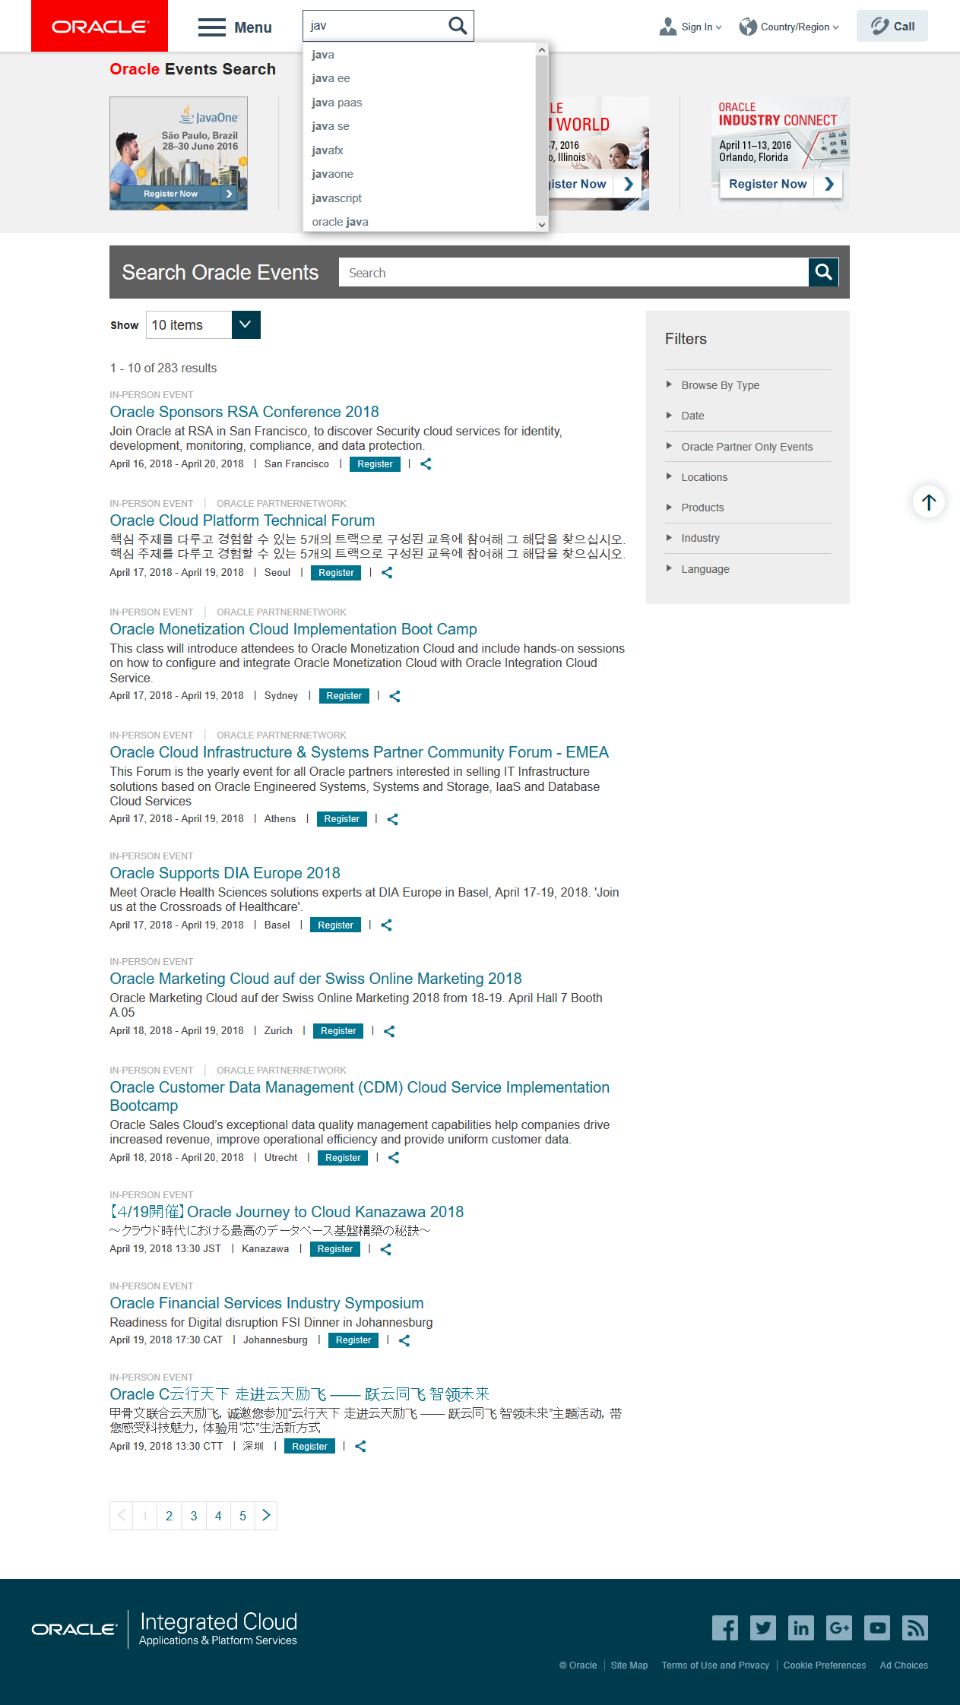 ORACLE
Menu
jav
Sign In
Country/Region
Call
java
java ee
java paas
java se
javafx
javaone
javascript
oracle java
Oracle Events Search
JavaOne
São Paulo, Brazil
28–30 June 2016
Register Now
LE
WORLD
-7, 2016
o, Illinois
ister Now
ORACLE
INDUSTRY CONNECT
April 11–13, 2016
Orlando, Florida
Register Now
Search Oracle Events
Search
Show
10 items
1 - 10 of 283 results
IN-PERSON EVENT
Oracle Sponsors RSA Conference 2018
Join Oracle at RSA in San Francisco, to discover Security cloud services for identity,
development, monitoring, compliance, and data protection.
April 16, 2018 - April 20, 2018 | San Francisco | Register |
IN-PERSON EVENT | ORACLE PARTNERNETWORK
Oracle Cloud Platform Technical Forum
핵심 주제를 다루고 경험할 수 있는 5개의 트랙으로 구성된 교육에 참여해 그 해답을 찾으십시오.
핵심 주제를 다루고 경험할 수 있는 5개의 트랙으로 구성된 교육에 참여해 그 해답을 찾으십시오.
April 17, 2018 - April 19, 2018 | Seoul | Register |
IN-PERSON EVENT | ORACLE PARTNERNETWORK
Oracle Monetization Cloud Implementation Boot Camp
This class will introduce attendees to Oracle Monetization Cloud and include hands-on sessions
on how to configure and integrate Oracle Monetization Cloud with Oracle Integration Cloud
Service.
April 17, 2018 - April 19, 2018 | Sydney | Register |
IN-PERSON EVENT | ORACLE PARTNERNETWORK
Oracle Cloud Infrastructure & Systems Partner Community Forum - EMEA
This Forum is the yearly event for all Oracle partners interested in selling IT Infrastructure
solutions based on Oracle Engineered Systems, Systems and Storage, IaaS and Database
Cloud Services
April 17, 2018 - April 19, 2018 | Athens | Register |
IN-PERSON EVENT
Oracle Supports DIA Europe 2018
Meet Oracle Health Sciences solutions experts at DIA Europe in Basel, April 17-19, 2018. 'Join
us at the Crossroads of Healthcare'.
April 17, 2018 - April 19, 2018 | Basel | Register |
IN-PERSON EVENT
Oracle Marketing Cloud auf der Swiss Online Marketing 2018
Oracle Marketing Cloud auf der Swiss Online Marketing 2018 from 18-19. April Hall 7 Booth
A.05
April 18, 2018 - April 19, 2018 | Zurich | Register |
IN-PERSON EVENT | ORACLE PARTNERNETWORK
Oracle Customer Data Management (CDM) Cloud Service Implementation
Bootcamp
Oracle Sales Cloud's exceptional data quality management capabilities help companies drive
increased revenue, improve operational efficiency and provide uniform customer data.
April 18, 2018 - April 20, 2018 | Utrecht | Register |
IN-PERSON EVENT
【4/19開催】Oracle Journey to Cloud Kanazawa 2018
～クラウド時代における最高のデータベース基盤構築の秘訣～
April 19, 2018 13:30 JST | Kanazawa | Register |
IN-PERSON EVENT
Oracle Financial Services Industry Symposium
Readiness for Digital disruption FSI Dinner in Johannesburg
April 19, 2018 17:30 CAT | Johannesburg | Register |
IN-PERSON EVENT
Oracle C云行天下 走进云天励飞 —— 跃云同飞 智领未来
甲骨文联合云天励飞，诚邀您参加“云行天下 走进云天励飞 —— 跃云同飞 智领未来”主题活动，带
您感受科技魅力，体验用“芯”生活新方式
April 19, 2018 13:30 CTT | 深圳 | Register |
Filters
Browse By Type
Date
Oracle Partner Only Events
Locations
Products
Industry
Language
1 2 3 4 5
ORACLE | Integrated Cloud
Applications & Platform Services
© Oracle | Site Map Terms of Use and Privacy | Cookie Preferences Ad Choices